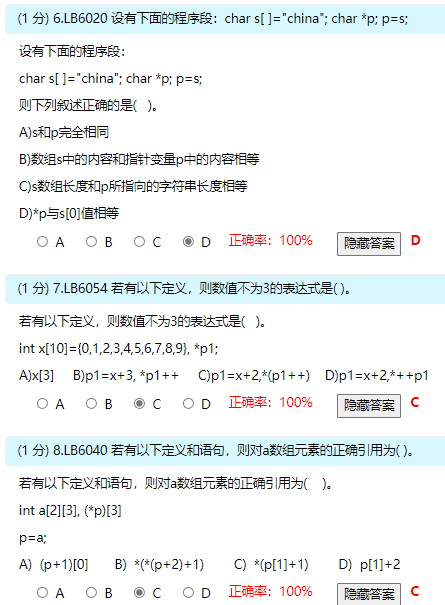 (1 分) 6.LB6020 设有下面的程序段：char s[ ]="china"; char *p; p=s;
设有下面的程序段：
char s[ ]="china"; char *p; p=s;
则下列叙述正确的是( )。
A)s和p完全相同
B)数组s中的内容和指针变量p中的内容相等
C)s数组长度和p所指向的字符串长度相等
D)*p与s[0]值相等
A B C D 正确率：100% 隐藏答案 D
(1 分) 7.LB6054 若有以下定义，则数值不为3的表达式是( )。
若有以下定义，则数值不为3的表达式是( )。
int x[10]={0,1,2,3,4,5,6,7,8,9}, *p1;
A)x[3] B)p1=x+3, *p1++ C)p1=x+2,*(p1++) D)p1=x+2,*++p1
A B C D 正确率：100% 隐藏答案 C
(1 分) 8.LB6040 若有以下定义和语句，则对a数组元素的正确引用为( )。
若有以下定义和语句，则对a数组元素的正确引用为( )。
int a[2][3], (*p)[3]
p=a;
A) (p+1)[0] B) *(*(p+2)+1) C) *(p[1]+1) D) p[1]+2
A B C D 正确率：100% 隐藏答案 C